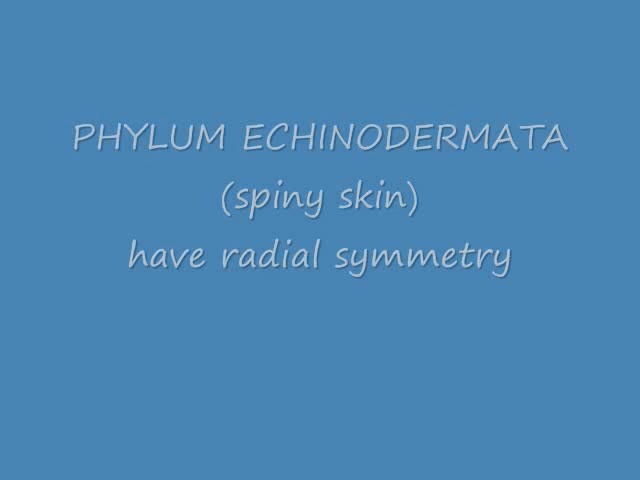 PHYLUM ECHINODERMATA
(spiny skin)
have radial symmetry